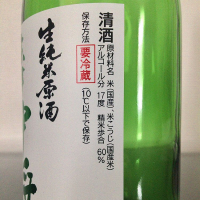 清酒
原材料名 米(国産)、米こうじ(国産米)
アルコール分 17度 精米歩合 60%
保存方法 要冷蔵 (10℃以下で保存)
生純米原酒